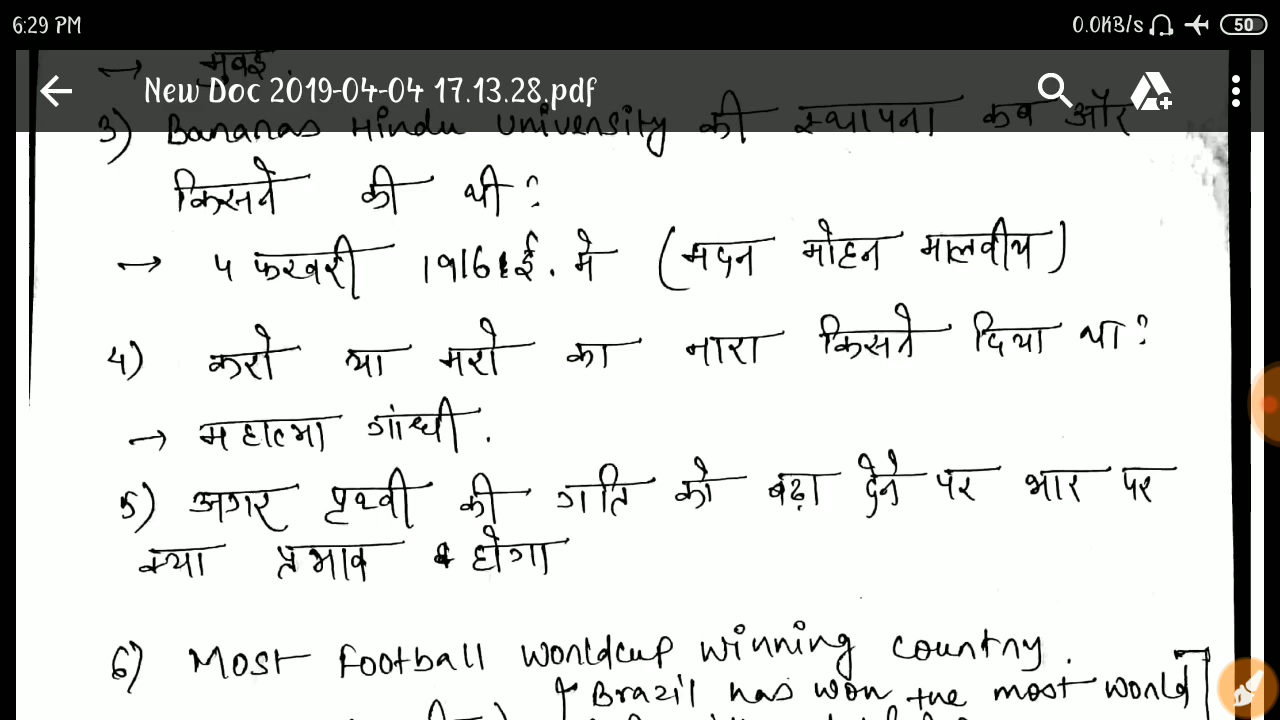 6:29 PM 0.0KB/s 50
→ मुंबई.
New Doc 2019-04-04 17.13.28.pdf
3) Bananas Hindu University की स्थापना कब और
किसने की थी ?
→ 4 फरवरी 1916 ई. मे (मदन मोहन मालवीय)
4) करो या मरो का नारा किसने दिया था ?
→ महात्मा गांधी .
5) अगर पृथ्वी की गति को बढ़ा देने पर भार पर
क्या प्रभाव होगा
6) Most Football worldcup winning country .
Brazil has won the most world